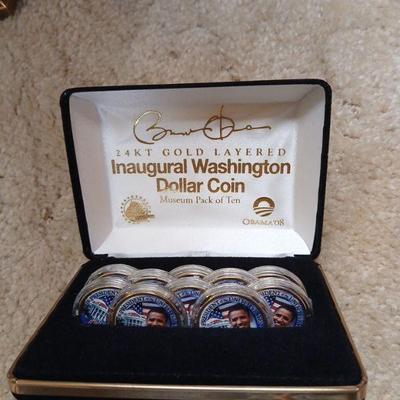 24KT GOLD LAYERED
Inaugural Washington
Dollar Coin
Museum Pack of Ten
OBAMA'08